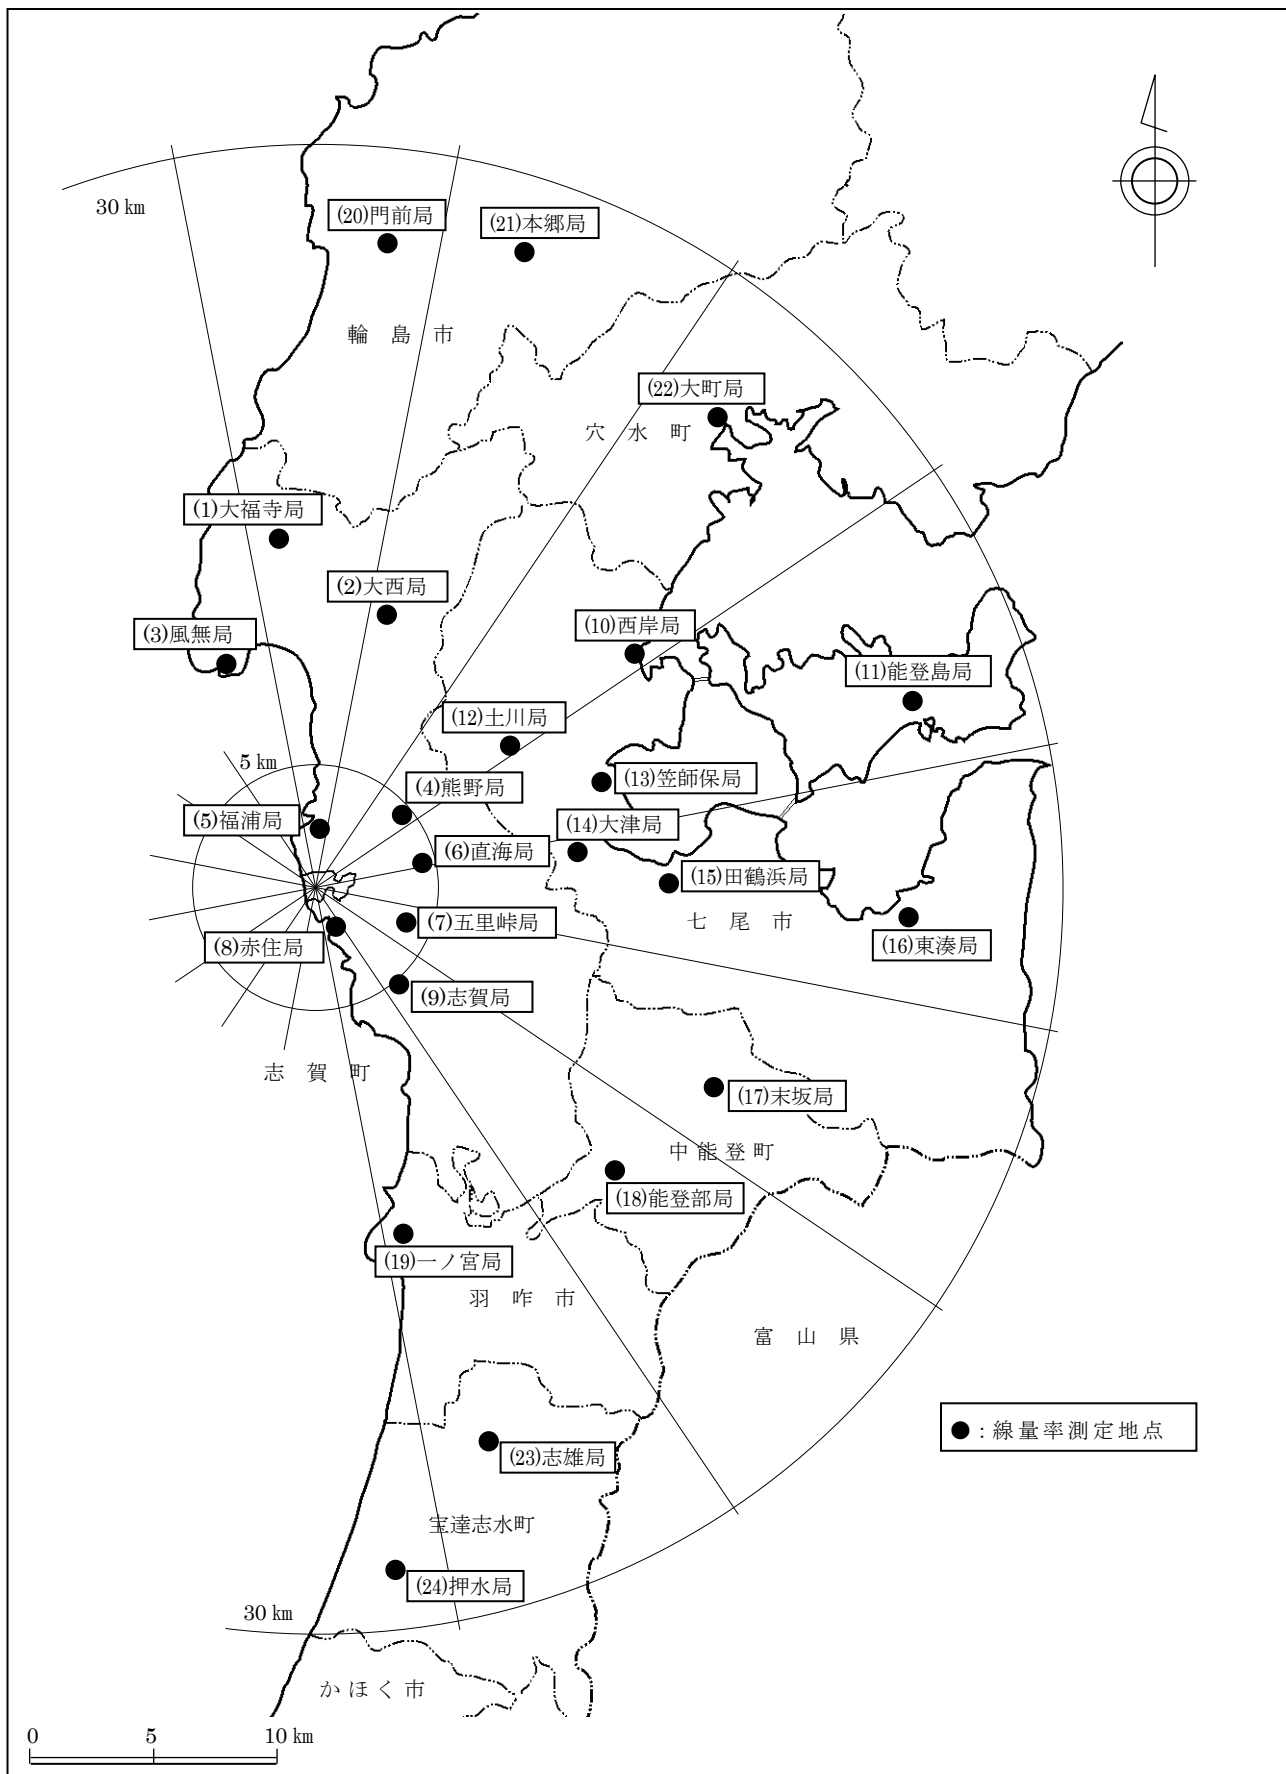 30 km
(20)門前局
(21)本郷局
輪島市
(22)大町局
穴水町
(1)大福寺局
(2)大西局
(3)風無局
(10)西岸局
(11)能登島局
(12)土川局
5 km
(4)熊野局
(13)笠師保局
(5)福浦局
(14)大津局
(6)直海局
(15)田鶴浜局
七尾市
(7)五里峠局
(16)東湊局
(8)赤住局
(9)志賀局
志賀町
(17)末坂局
中能登町
(18)能登部局
(19)一ノ宮局
羽咋市
富山県
●:線量率測定地点
(23)志雄局
宝達志水町
(24)押水局
30 km
かほく市
0 5 10 km